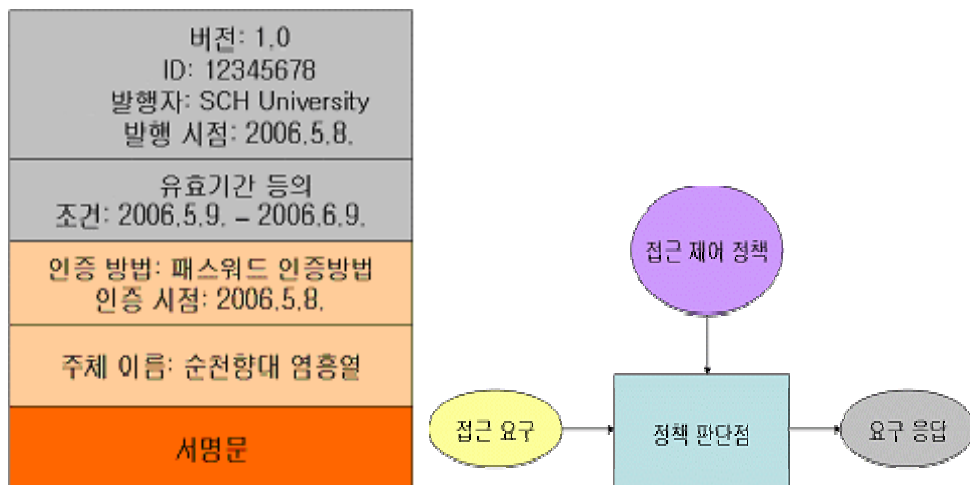 버전: 1.0
ID: 12345678
발행자: SCH University
발행 시점: 2006.5.8.
유효기간 등의
조건: 2006.5.9. – 2006.6.9.
인증 방법: 패스워드 인증방법
인증 시점: 2006.5.8.
주체 이름: 순천향대 염흥열
서명문
접근 제어 정책
접근 요구
정책 판단점
요구 응답